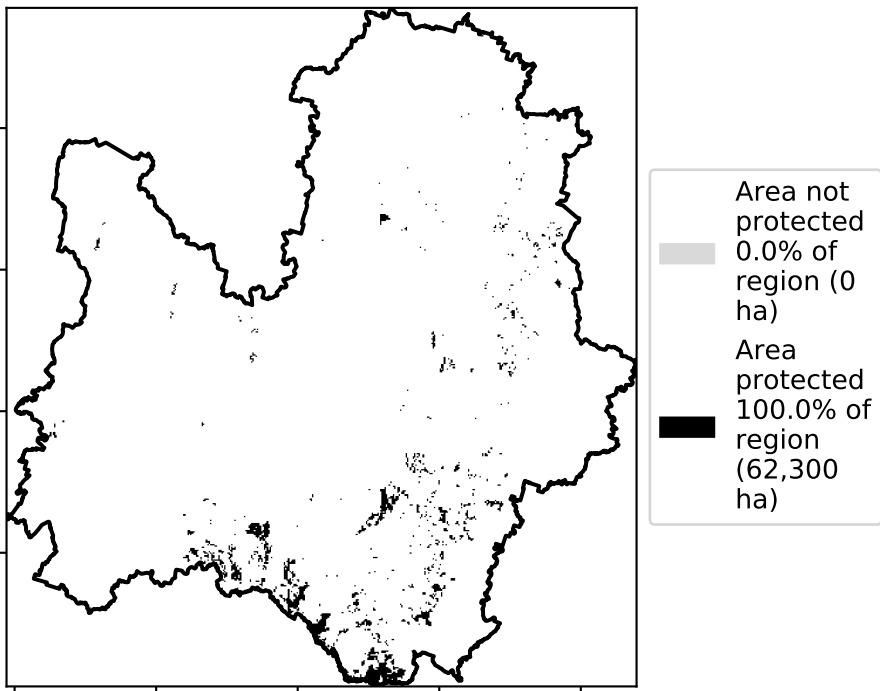 Area not
protected
0.0% of
region (0
ha)
Area
protected
100.0% of
region
(62,300
ha)